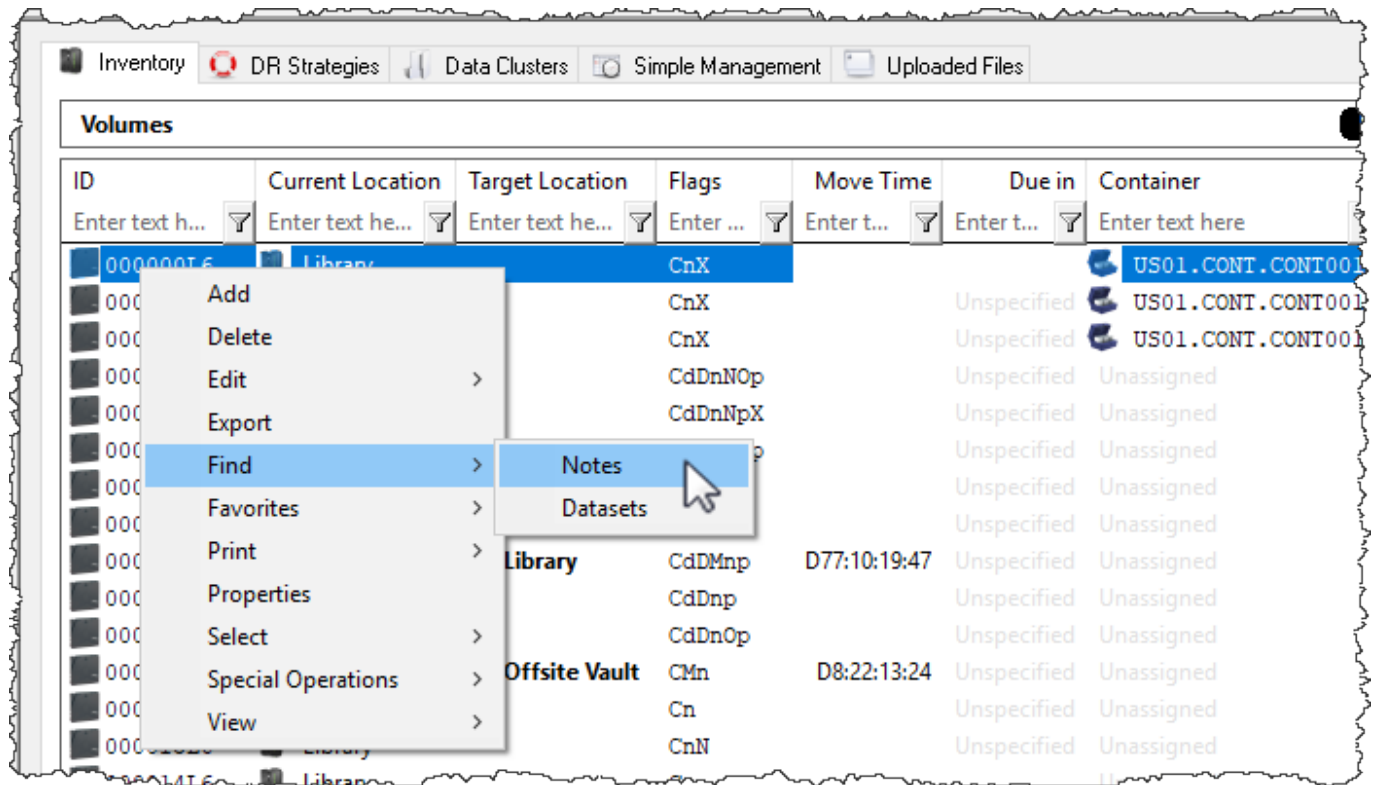 Inventory DR Strategies Data Clusters Simple Management Uploaded Files
Volumes
ID Current Location Target Location Flags Move Time Due in Container
Enter text h... Enter text he... Enter text he... Enter ... Enter t... Enter t... Enter text here
000000L6 Library CnX US01.CONT.CONT001
Add
CnX Unspecified US01.CONT.CONT001
Delete
CnX Unspecified US01.CONT.CONT001
Edit
CdDnNOp Unspecified Unassigned
Export
CdDnNpX Unspecified Unassigned
Find Notes
Unspecified Unassigned
Unspecified Unassigned
Favorites Datasets
Unspecified Unassigned
Print
Library CdDMnp D77:10:19:47 Unspecified Unassigned
Properties
CdDnp Unspecified Unassigned
Select
CdDnOp Unspecified Unassigned
Special Operations
Offsite Vault CMn D8:22:13:24 Unspecified Unassigned
View
Cn Unspecified Unassigned
Library CnN Unspecified Unassigned
Library